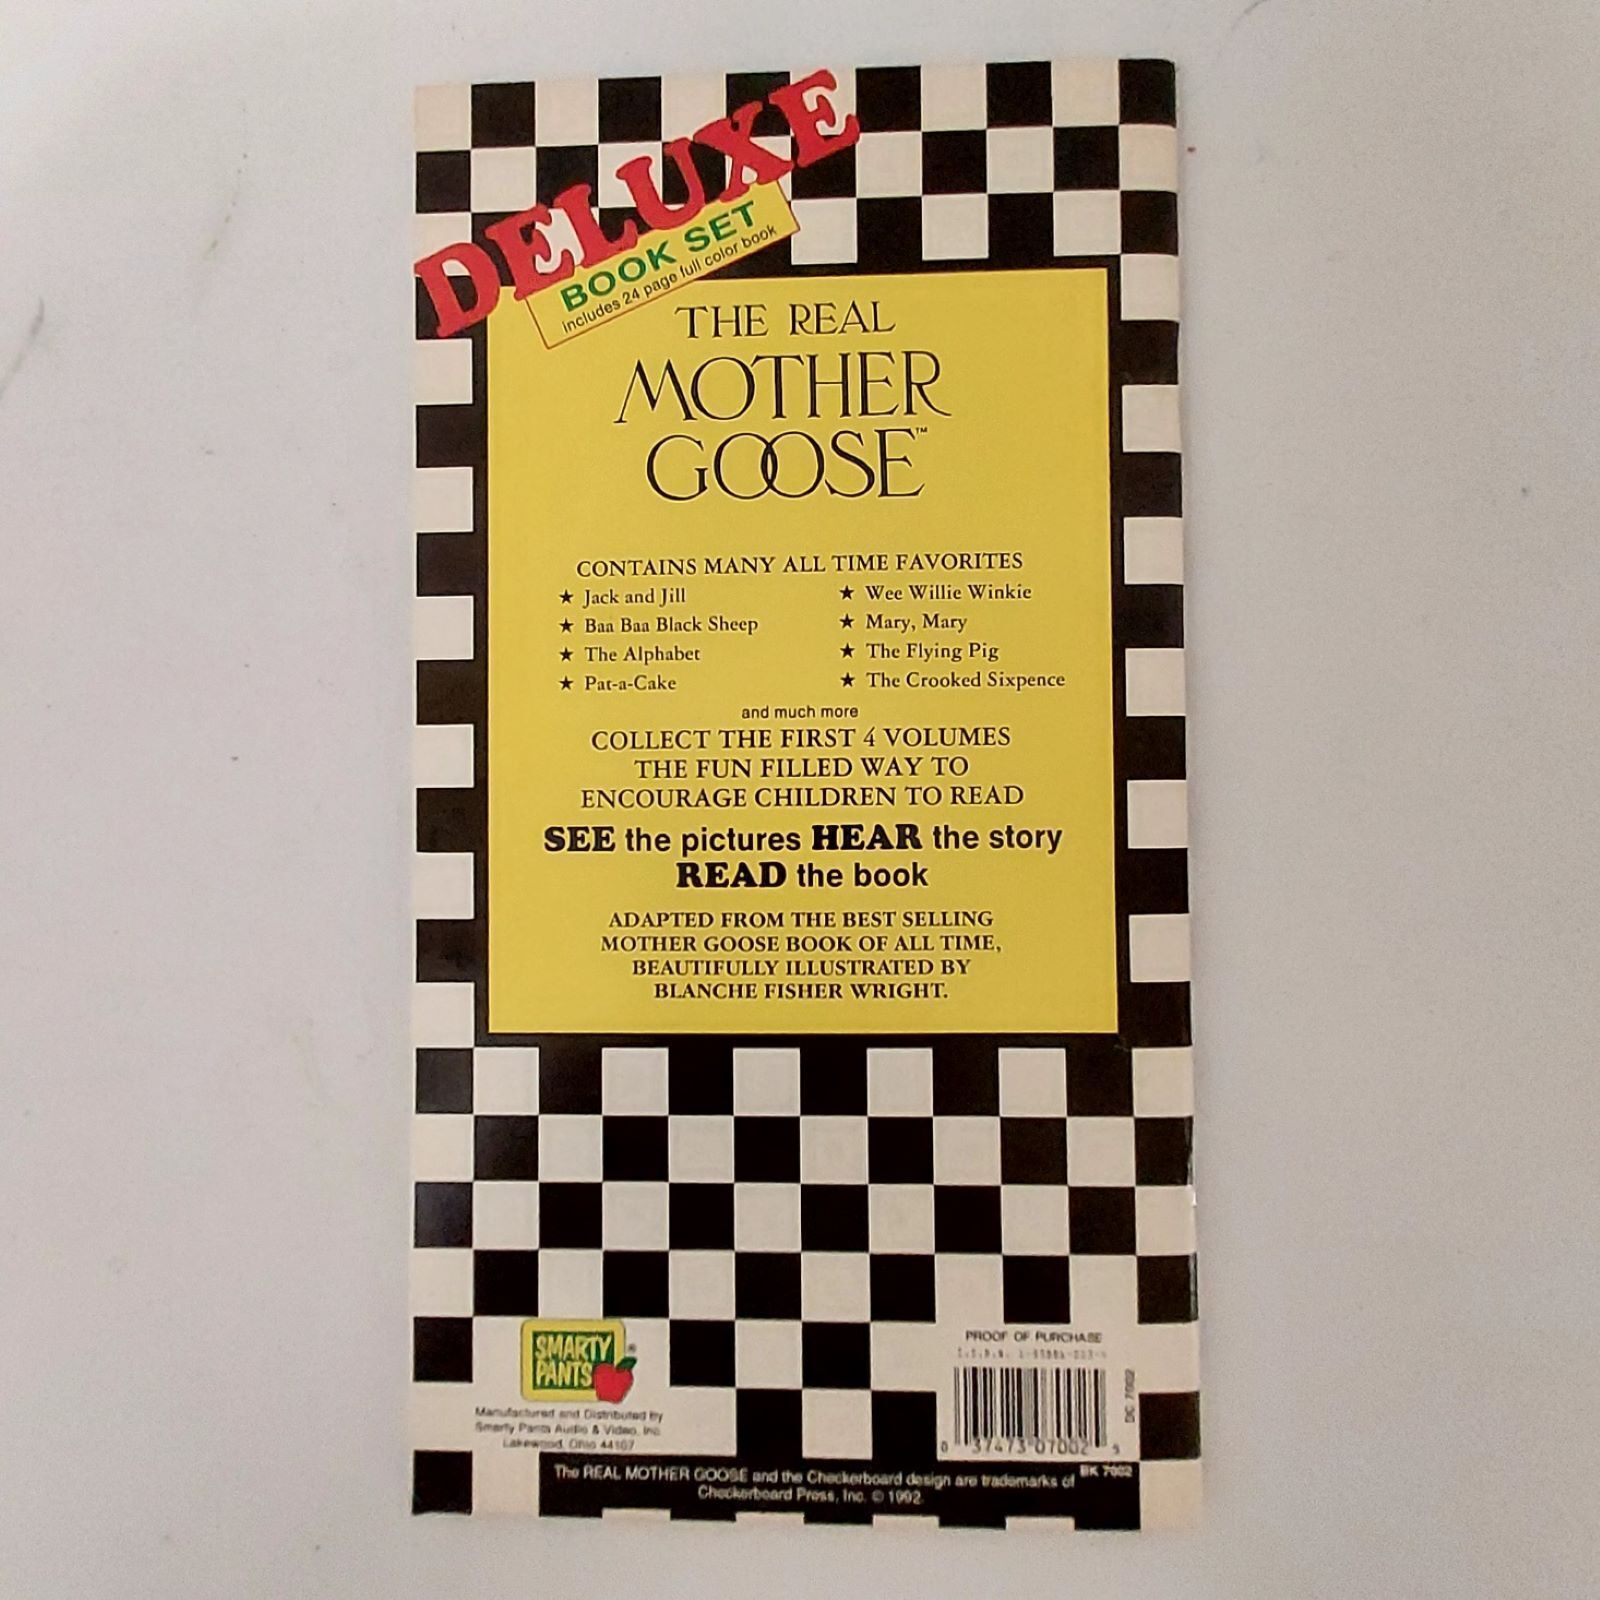 DELUXE
BOOK SET
includes 24 page full color book
THE REAL
MOTHER
GOOSE™
CONTAINS MANY ALL TIME FAVORITES
★ Jack and Jill
★ Baa Baa Black Sheep
★ The Alphabet
★ Pat-a-Cake
★ Wee Willie Winkie
★ Mary, Mary
★ The Flying Pig
★ The Crooked Sixpence
and much more
COLLECT THE FIRST 4 VOLUMES
THE FUN FILLED WAY TO
ENCOURAGE CHILDREN TO READ
SEE the pictures HEAR the story
READ the book
ADAPTED FROM THE BEST SELLING
MOTHER GOOSE BOOK OF ALL TIME,
BEAUTIFULLY ILLUSTRATED BY
BLANCHE FISHER WRIGHT.
SMARTY
PANTS®
Manufactured and Distributed by
Smarty Pants Audio & Video, Inc.
Lakewood, Ohio 44107
PROOF OF PURCHASE
I.S.B.N.
DC 7002
0 37473 07002 5
BK 7002
The REAL MOTHER GOOSE and the Checkerboard design are trademarks of
Checkerboard Press, Inc. © 1992